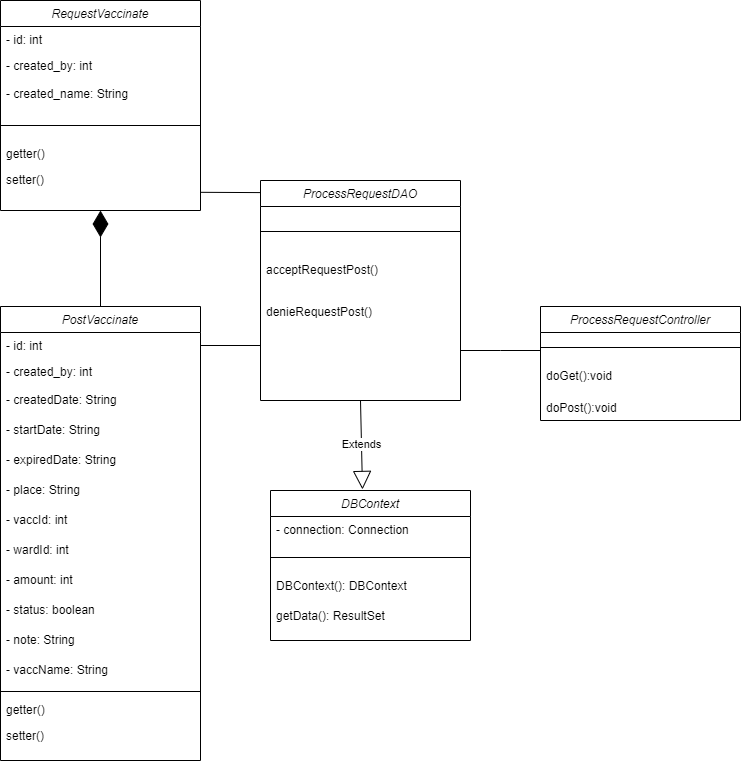 RequestVaccinate
- id: int
- created_by: int
- created_name: String
getter()
setter()
ProcessRequestDAO
acceptRequestPost()
denieRequestPost()
PostVaccinate
- id: int
- created_by: int
- createdDate: String
- startDate: String
- expiredDate: String
- place: String
- vaccId: int
- wardId: int
- amount: int
- status: boolean
- note: String
- vaccName: String
getter()
setter()
ProcessRequestController
doGet():void
doPost():void
Extends
DBContext
- connection: Connection
DBContext(): DBContext
getData(): ResultSet